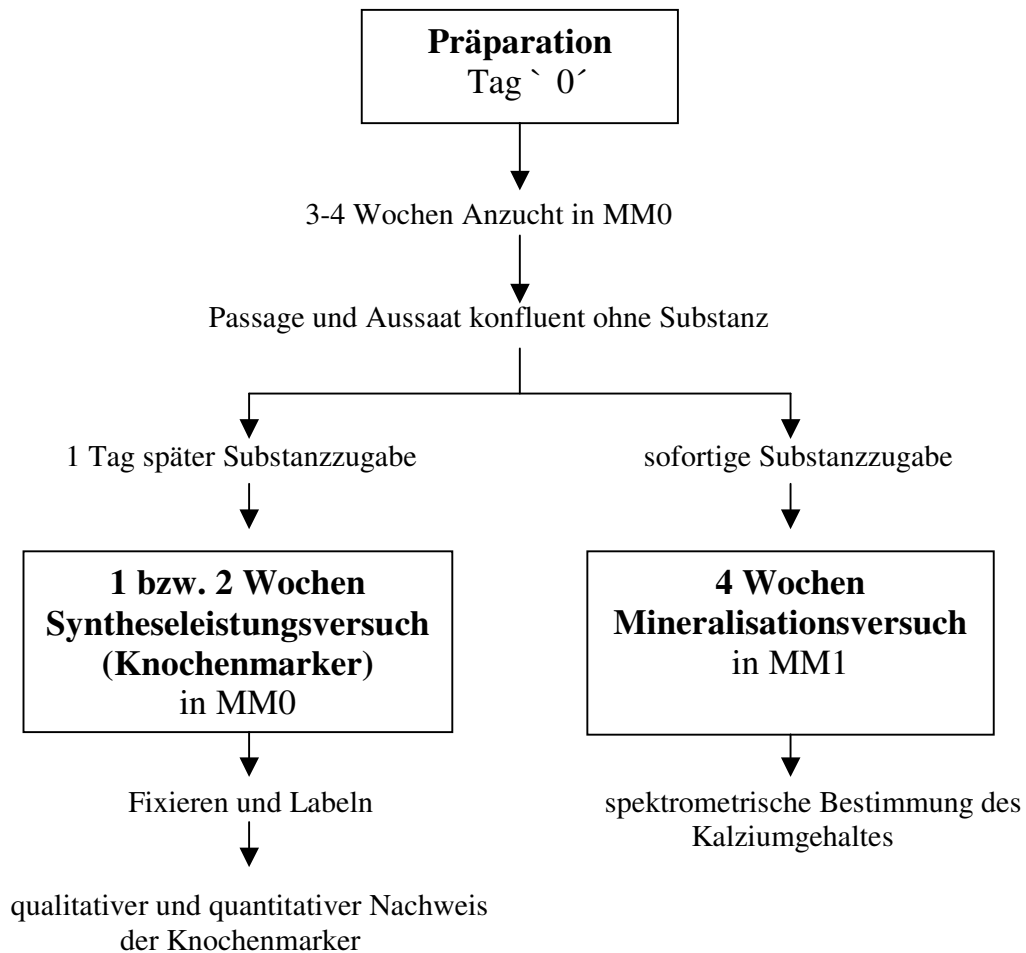 Präparation
Tag ` 0´
3-4 Wochen Anzucht in MM0
Passage und Aussaat konfluent ohne Substanz
1 Tag später Substanzzugabe
sofortige Substanzzugabe
1 bzw. 2 Wochen
Syntheseleistungsversuch
(Knochenmarker)
in MM0
4 Wochen
Mineralisationsversuch
in MM1
Fixieren und Labeln
spektrometrische Bestimmung des
Kalziumgehaltes
qualitativer und quantitativer Nachweis
der Knochenmarker